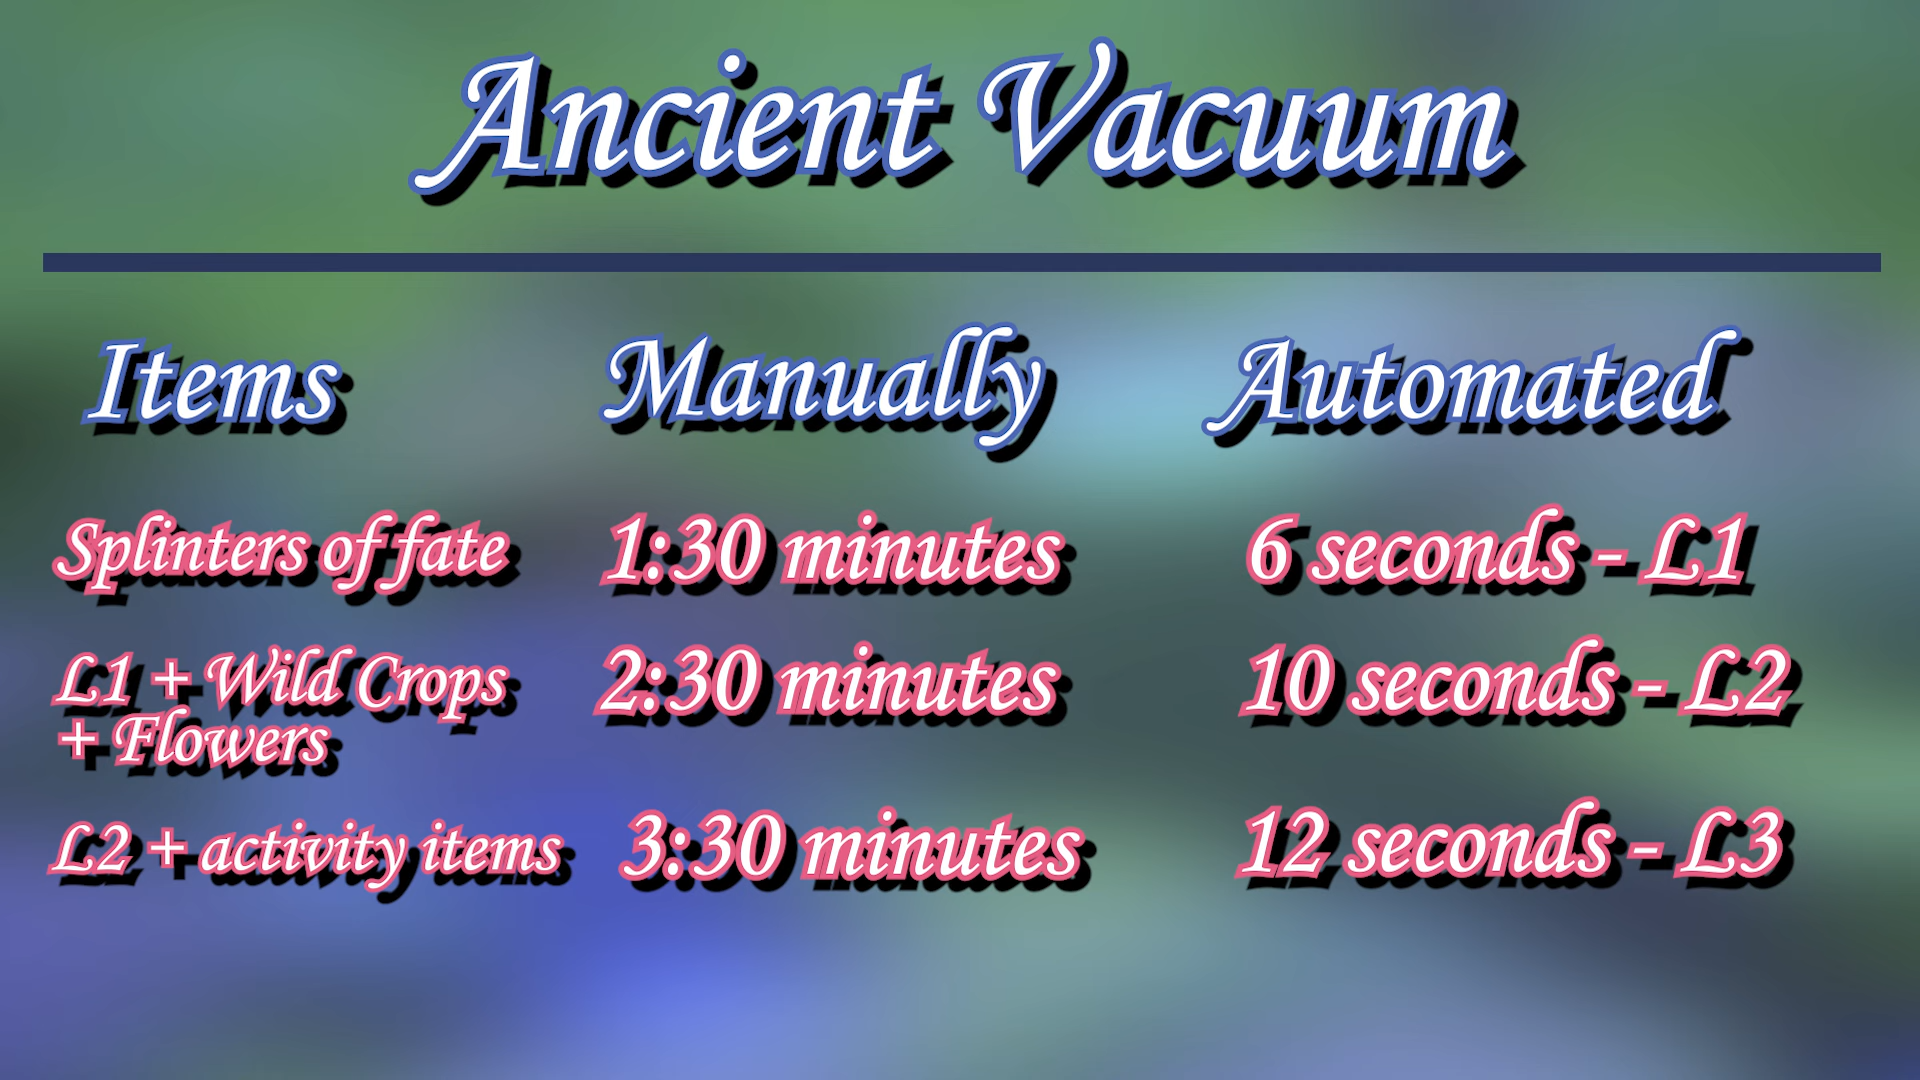 Ancient Vacuum
Items Manually Automated
Splinters of fate 1:30 minutes 6 seconds - L1
L1 + Wild Crops 2:30 minutes 10 seconds - L2
+ Flowers
L2 + activity items 3:30 minutes 12 seconds - L3